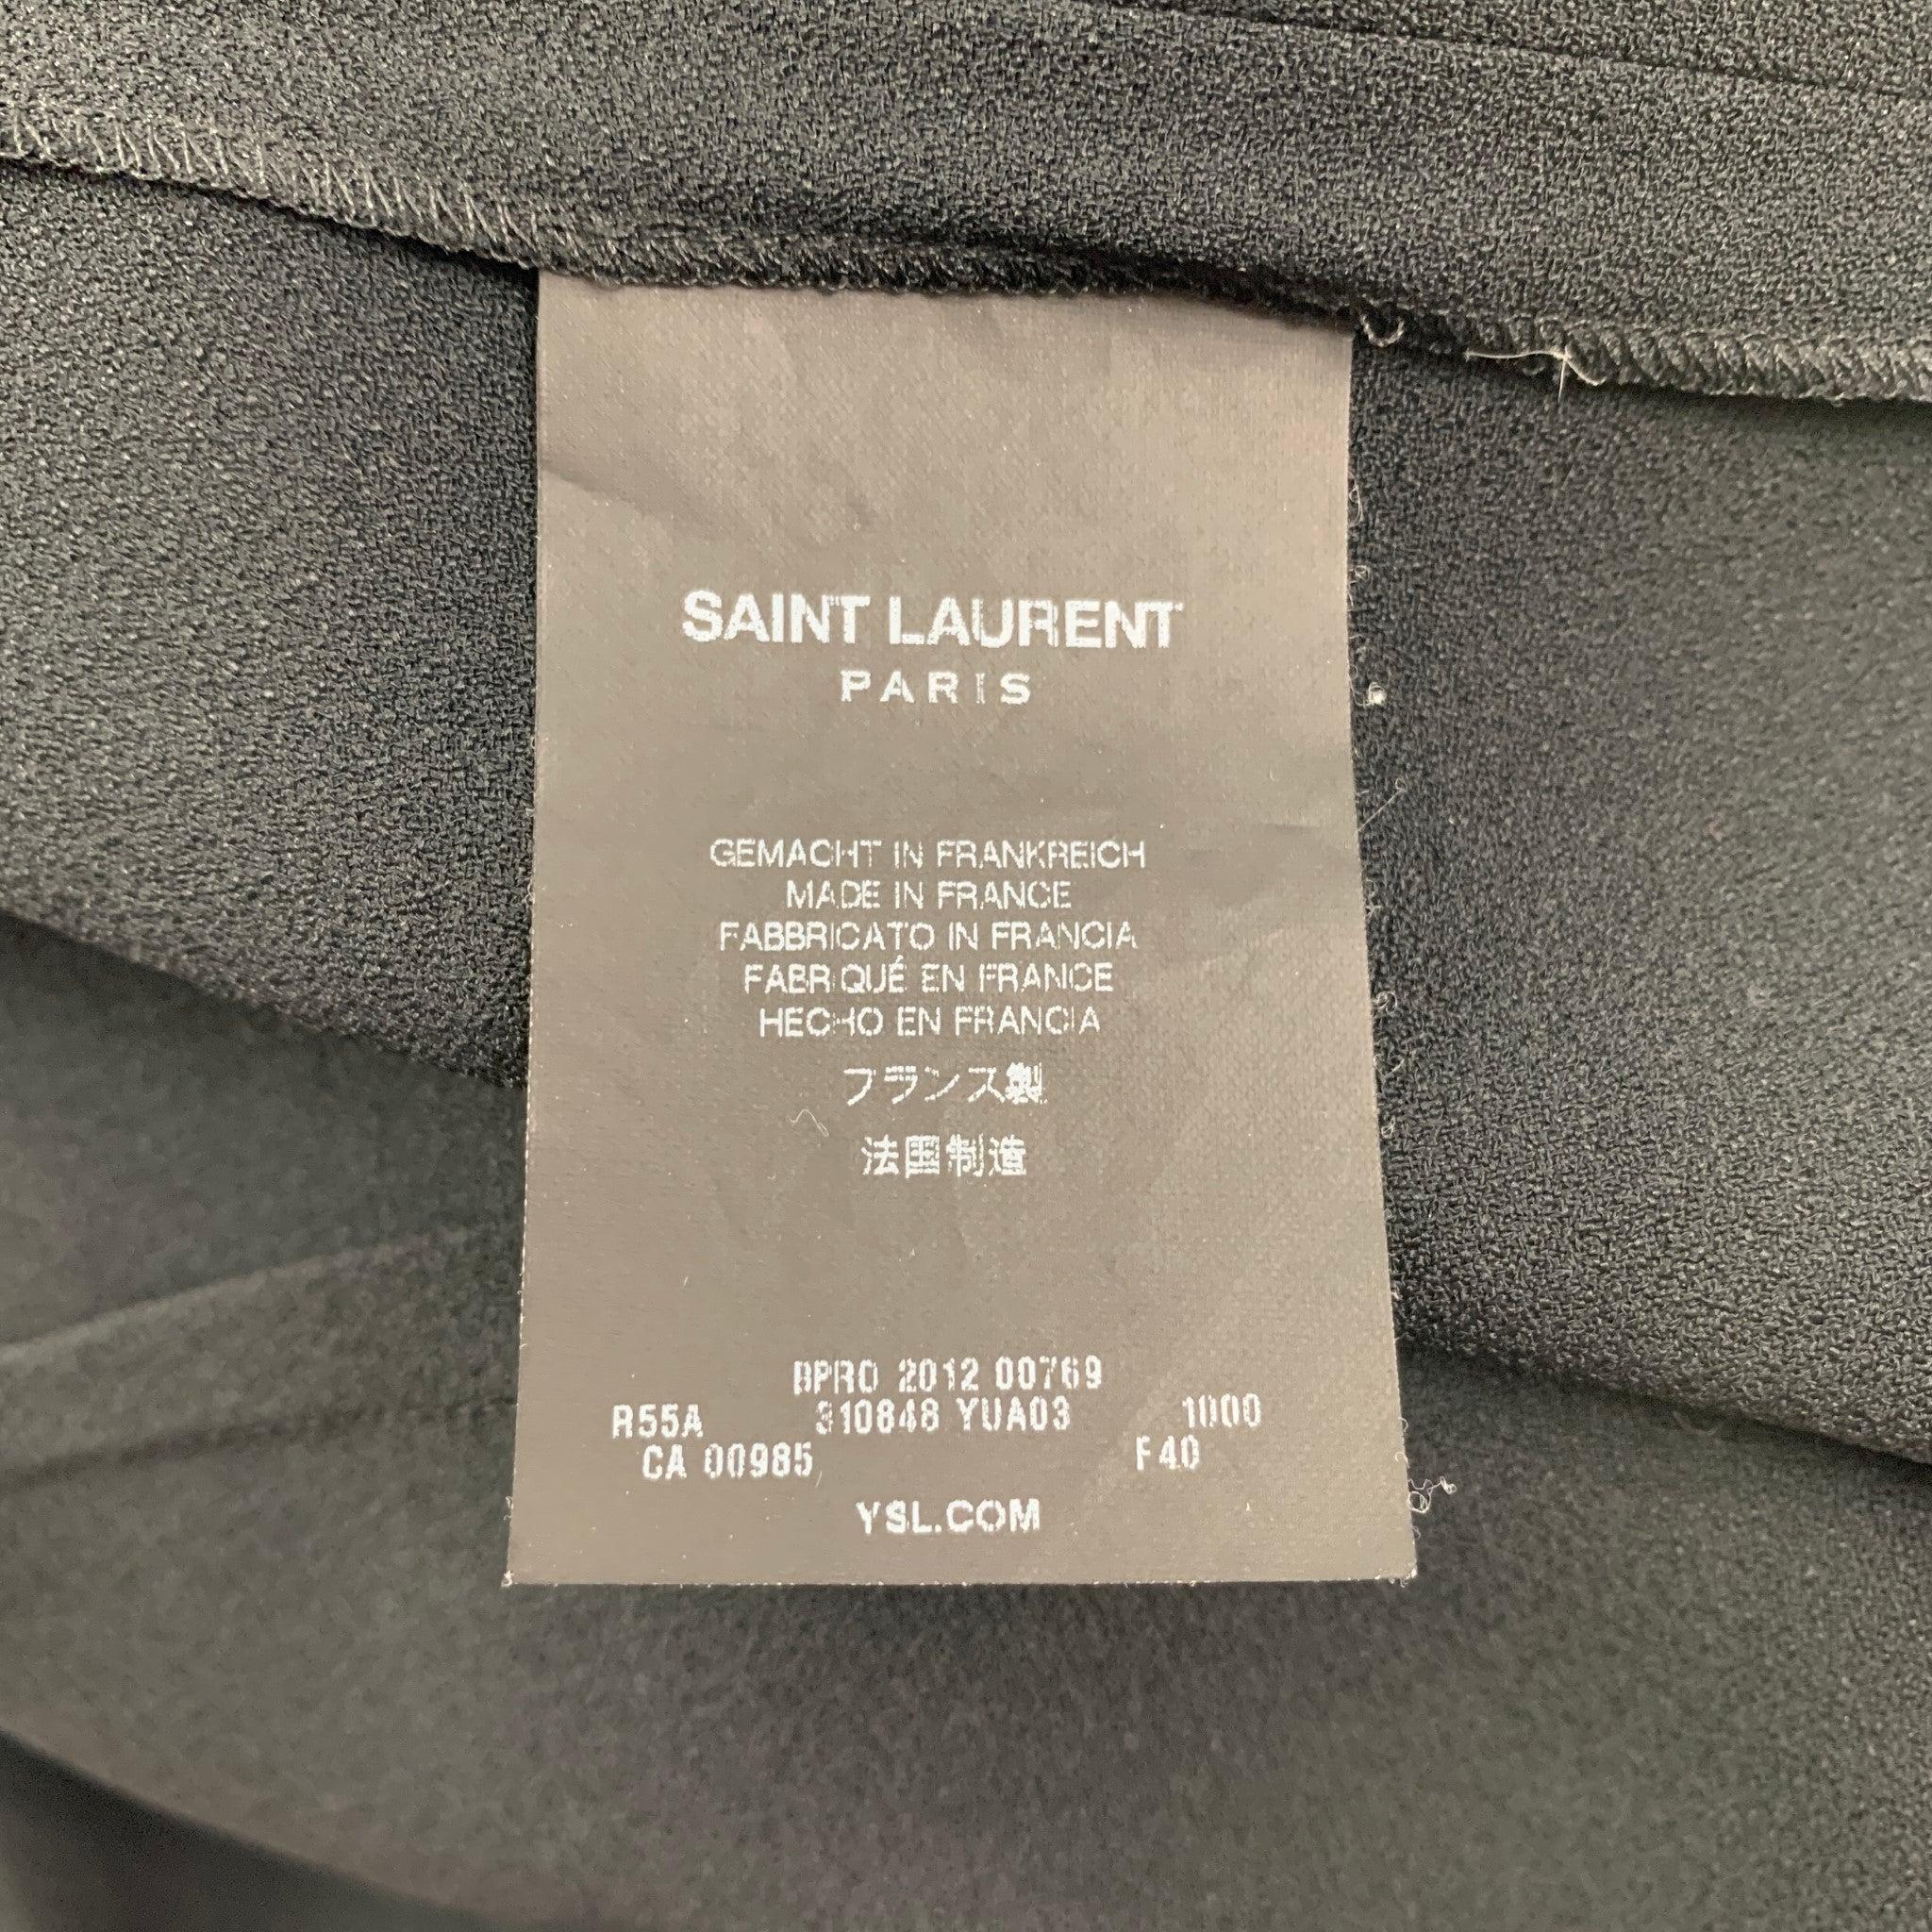 SAINT LAURENT
PARIS
GEMACHT IN FRANKREICH
MADE IN FRANCE
FABBRICATO IN FRANCIA
FABRIQUÉ EN FRANCE
HECHO EN FRANCIA
フランス製
法国制造
BPRO 2012 00769
R55A 310848 YUA03 1000
CA 00985 F40
YSL.COM